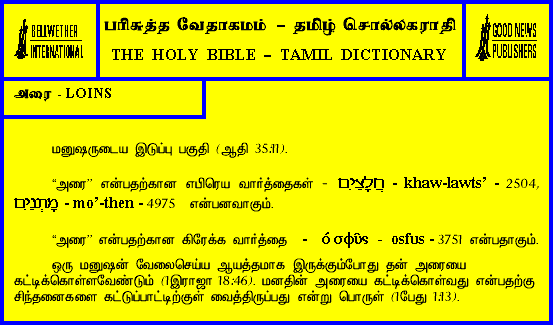 BELLWETHER
INTERNATIONAL
பரிசுத்த வேதாகமம் – தமிழ் சொல்லகராதி
THE HOLY BIBLE – TAMIL DICTIONARY
GOOD NEWS
PUBLISHERS
அரை - LOINS
மனுஷருடைய இடுப்பு பகுதி (ஆதி 35:11).
“அரை” என்பதற்கான எபிரெய வார்த்தைகள் - חֲלָצַיִם - khaw-lawts’ - 2504,
מָתְנַיִם - mo’-then - 4975 என்பனவாகும்.
“அரை” என்பதற்கான கிரேக்க வார்த்தை - ὀσφῦς - osfus - 3751 என்பதாகும்.
ஒரு மனுஷன் வேலைசெய்ய ஆயத்தமாக இருக்கும்போது தன் அரையை
கட்டிக்கொள்ளவேண்டும் (1இராஜா 18:46). மனதின் அரையை கட்டிக்கொள்வது என்பதற்கு
சிந்தனைகளை கட்டுப்பாட்டிற்குள் வைத்திருப்பது என்று பொருள் (1பேது 1:13).